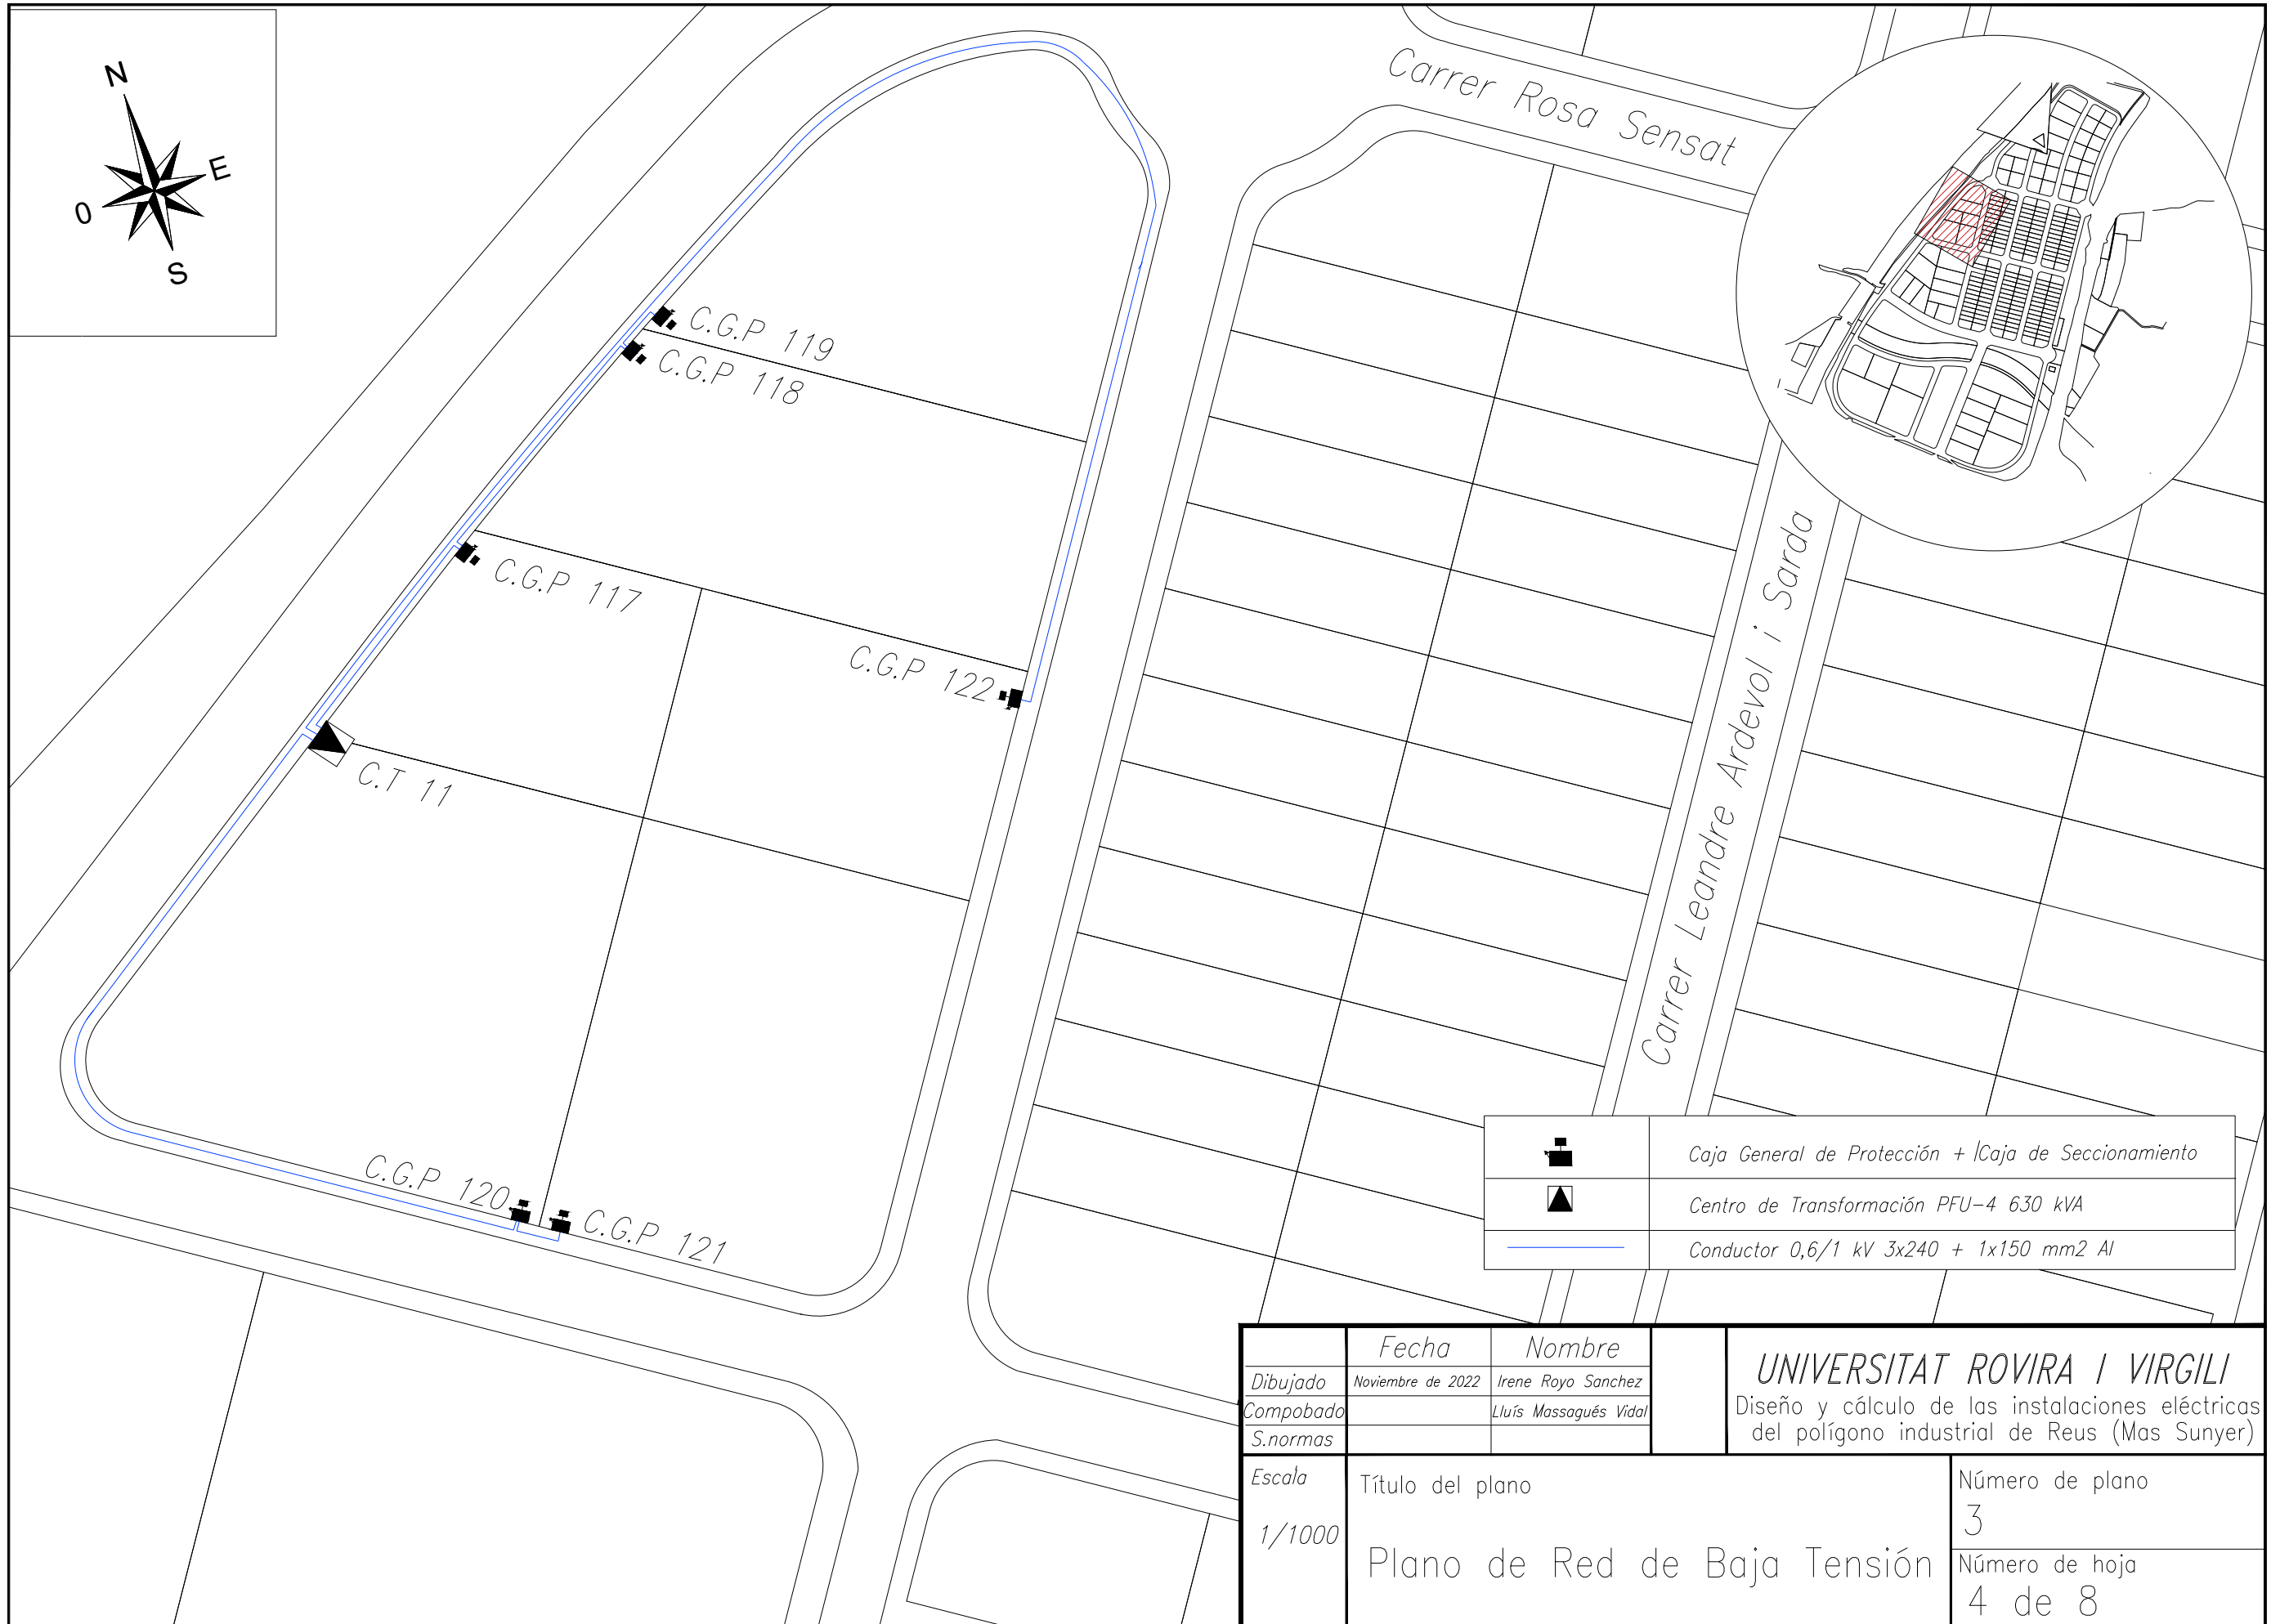 N
E
O
S
Carrer Rosa Sensat
C.G.P 119
C.G.P 118
C.G.P 117
C.G.P 122
C.T 11
Carrer Leandre Ardevol i Sarda
C.G.P 120
C.G.P 121
Caja General de Protección + |Caja de Seccionamiento
Centro de Transformación PFU-4 630 kVA
Conductor 0,6/1 kV 3x240 + 1x150 mm2 Al
Fecha Nombre
Dibujado Noviembre de 2022 Irene Royo Sanchez
Compobado Lluís Massagués Vidal
S.normas
UNIVERSITAT ROVIRA I VIRGILI
Diseño y cálculo de las instalaciones eléctricas
del polígono industrial de Reus (Mas Sunyer)
Escala
1/1000
Título del plano
Plano de Red de Baja Tensión
Número de plano
3
Número de hoja
4 de 8